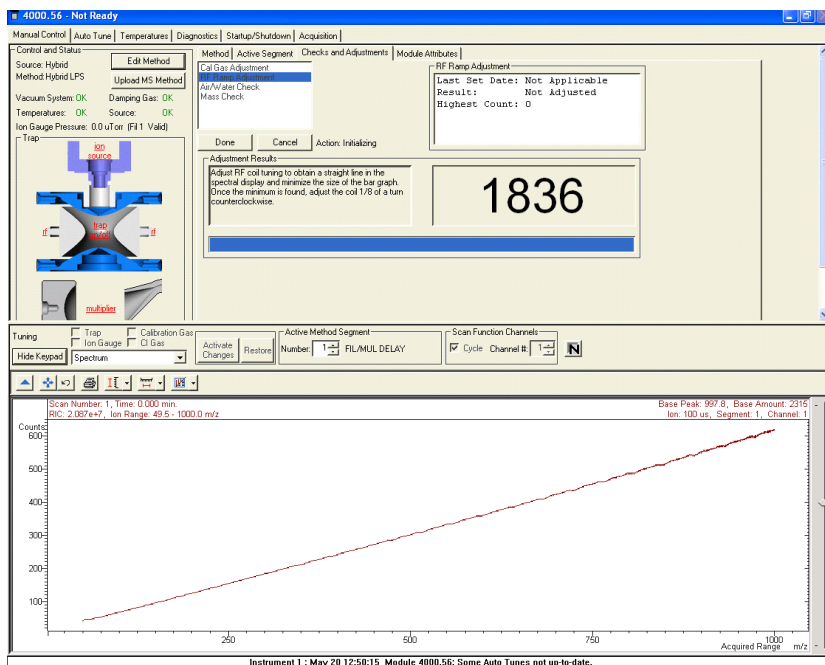 4000.56 - Not Ready
Manual Control Auto Tune Temperatures Diagnostics Startup/Shutdown Acquisition
Control and Status
Source: Hybrid
Edit Method
Method: Hybrid LPS
Upload MS Method
Vacuum System: OK Damping Gas: OK
Temperatures: OK Source: OK
Ion Gauge Pressure: 0.0 uTorr (Fil 1 Valid)
Trap
ion
source
rf
trap
on/off
rf
multiplier
Method Active Segment Checks and Adjustments Module Attributes
Cal Gas Adjustment
RF Ramp Adjustment
Air/Water Check
Mass Check
RF Ramp Adjustment
Last Set Date: Not Applicable
Result: Not Adjusted
Highest Count: 0
Done Cancel Action: Initializing
Adjustment Results
Adjust RF coil tuning to obtain a straight line in the
spectral display and minimize the size of the bar graph.
Once the minimum is found, adjust the coil 1/8 of a turn
counterclockwise.
1836
Tuning
Trap Calibration Gas
Ion Gauge CI Gas
Hide Keypad Spectrum
Activate
Changes
Restore
Active Method Segment
Number: 1 FIL/MUL DELAY
Scan Function Channels
Cycle Channel #: 1
N
Scan Number: 1, Time: 0.000 min.
RIC: 2.087e+7, Ion Range: 49.5 - 1000.0 m/z
Base Peak: 997.8, Base Amount: 2315
Ion: 100 us, Segment: 1, Channel: 1
Counts
600
500
400
300
200
100
250 500 750 1000
Acquired Range m/z
Instrument 1 : May 20 12:50:15 Module 4000.56: Some Auto Tunes not up-to-date.